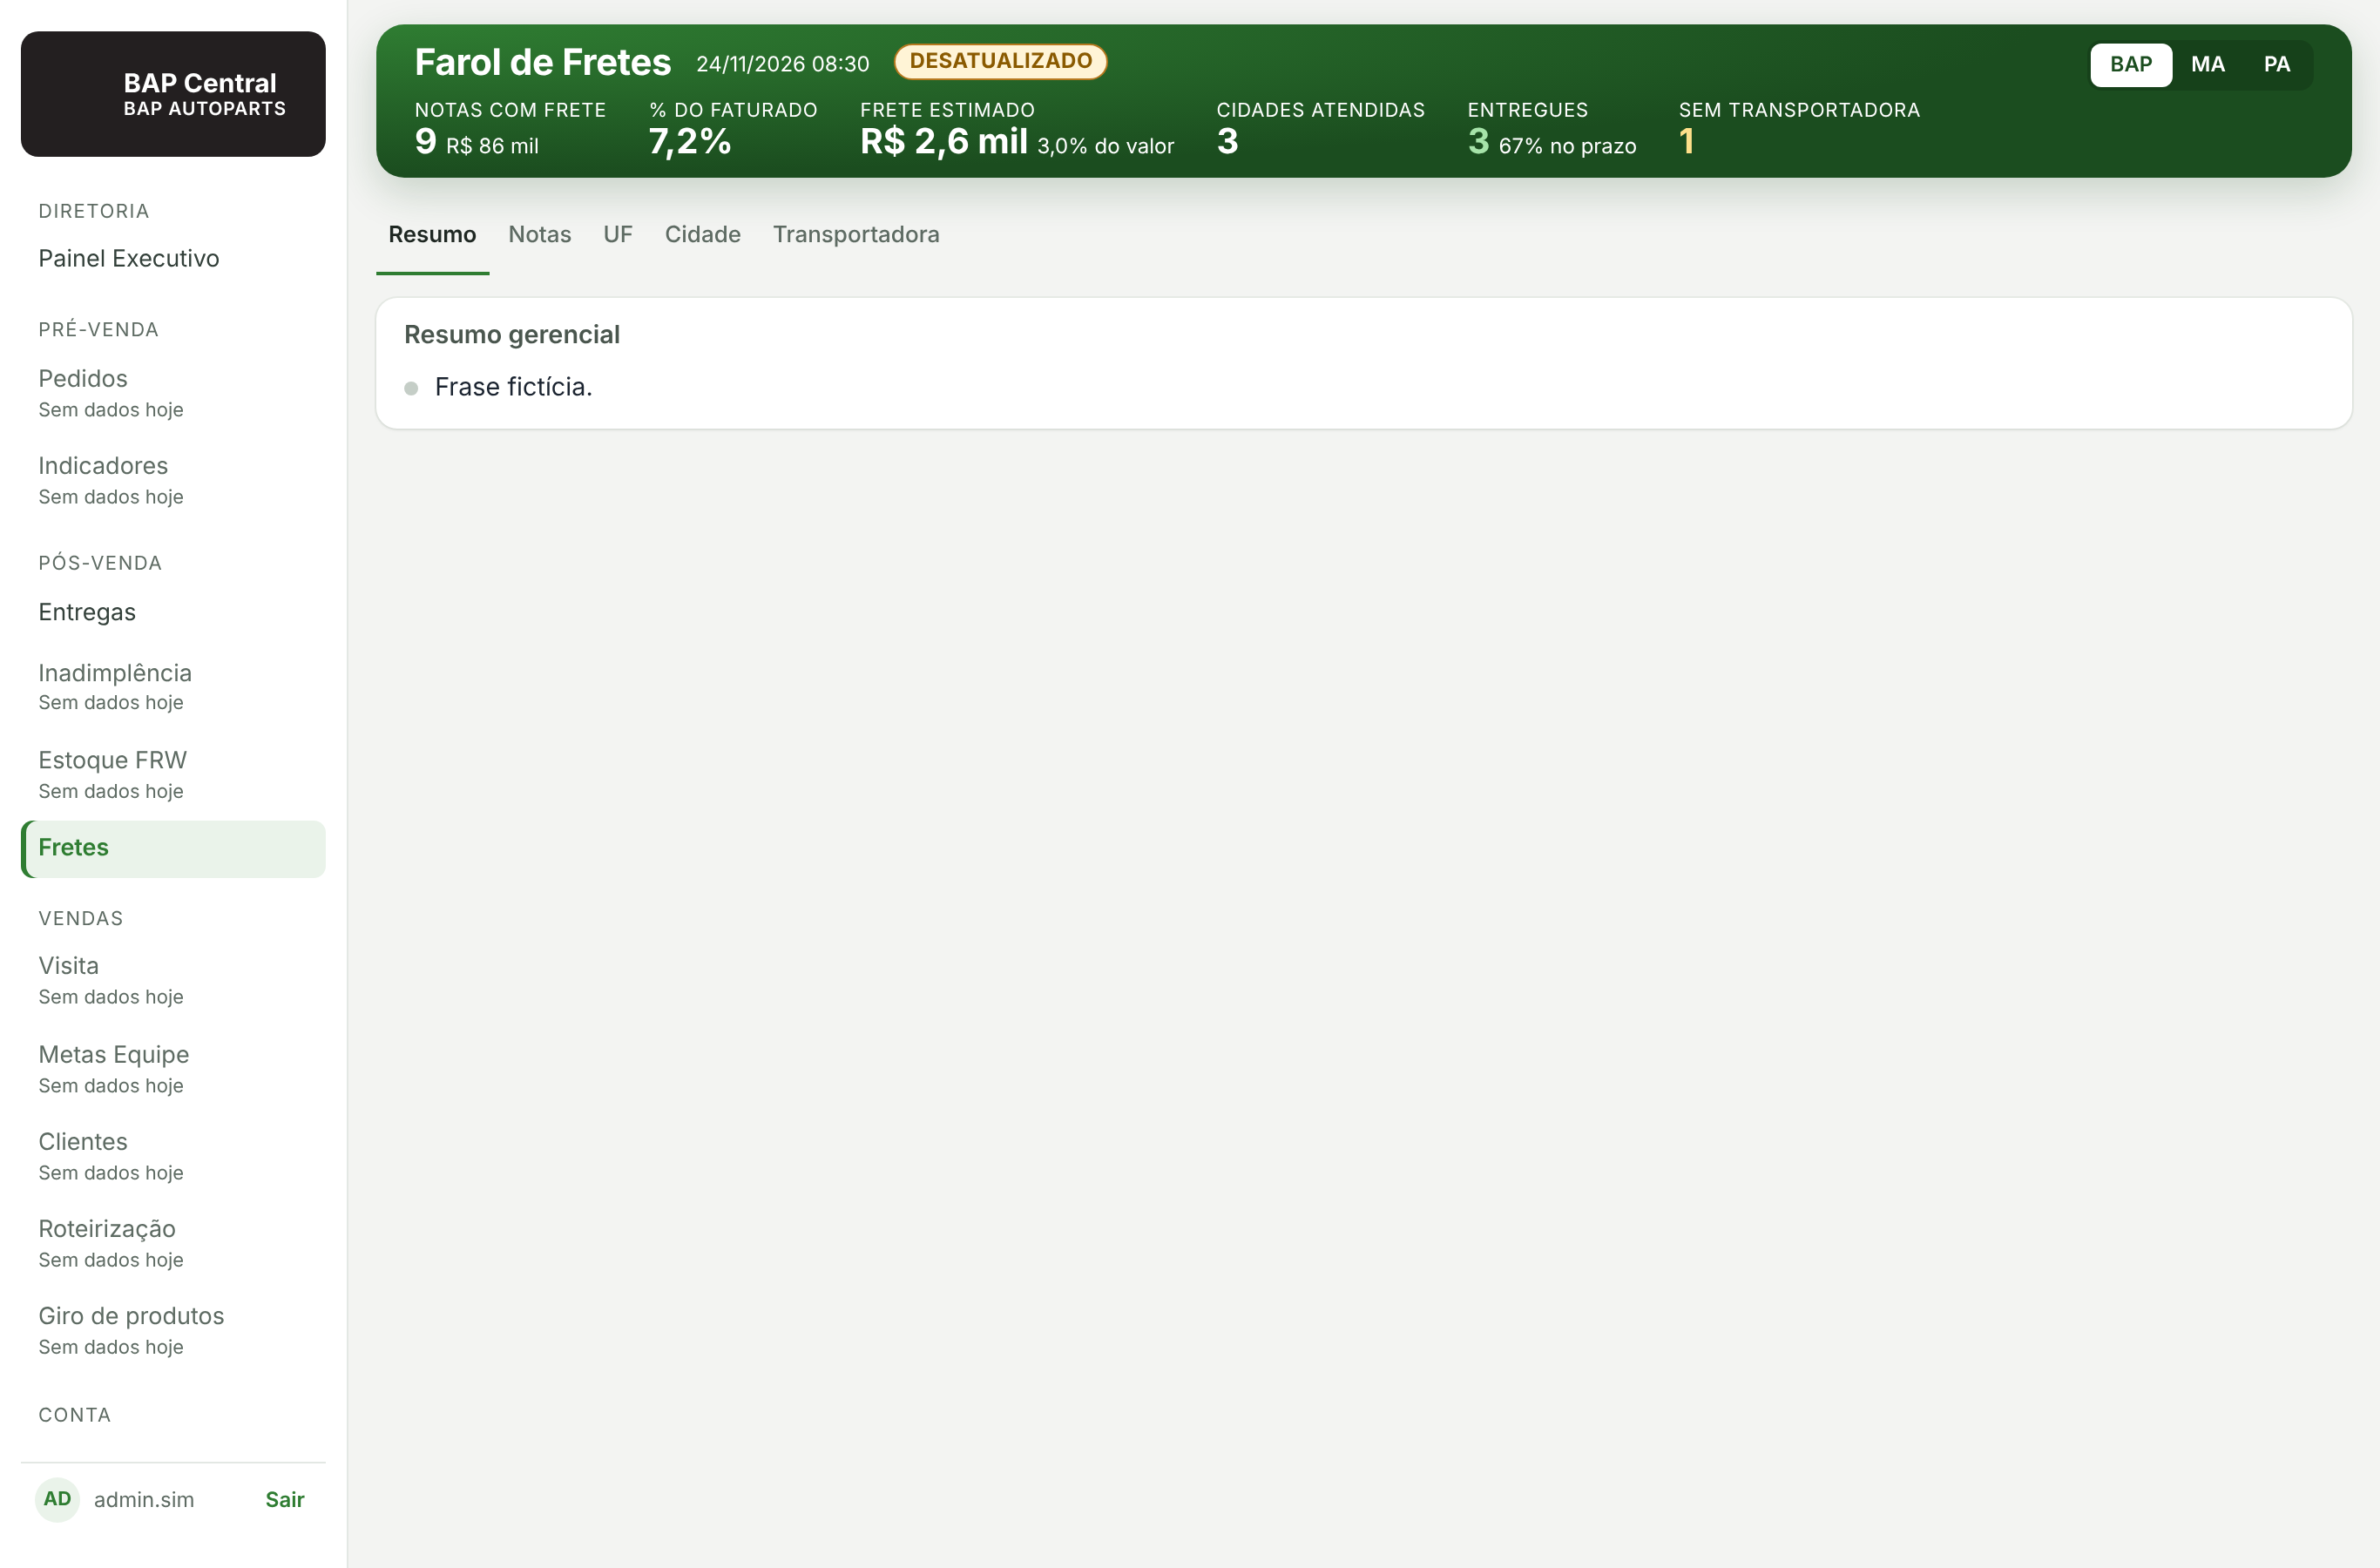 BAP Central
BAP AUTOPARTS
DIRETORIA
Painel Executivo
PRÉ-VENDA
Pedidos
Sem dados hoje
Indicadores
Sem dados hoje
PÓS-VENDA
Entregas
Inadimplência
Sem dados hoje
Estoque FRW
Sem dados hoje
Fretes
VENDAS
Visita
Sem dados hoje
Metas Equipe
Sem dados hoje
Clientes
Sem dados hoje
Roteirização
Sem dados hoje
Giro de produtos
Sem dados hoje
CONTA
AD admin.sim Sair
Farol de Fretes 24/11/2026 08:30 DESATUALIZADO BAP MA PA
NOTAS COM FRETE % DO FATURADO FRETE ESTIMADO CIDADES ATENDIDAS ENTREGUES SEM TRANSPORTADORA
9 R$ 86 mil 7,2% R$ 2,6 mil 3,0% do valor 3 3 67% no prazo 1
Resumo Notas UF Cidade Transportadora
Resumo gerencial
Frase fictícia.